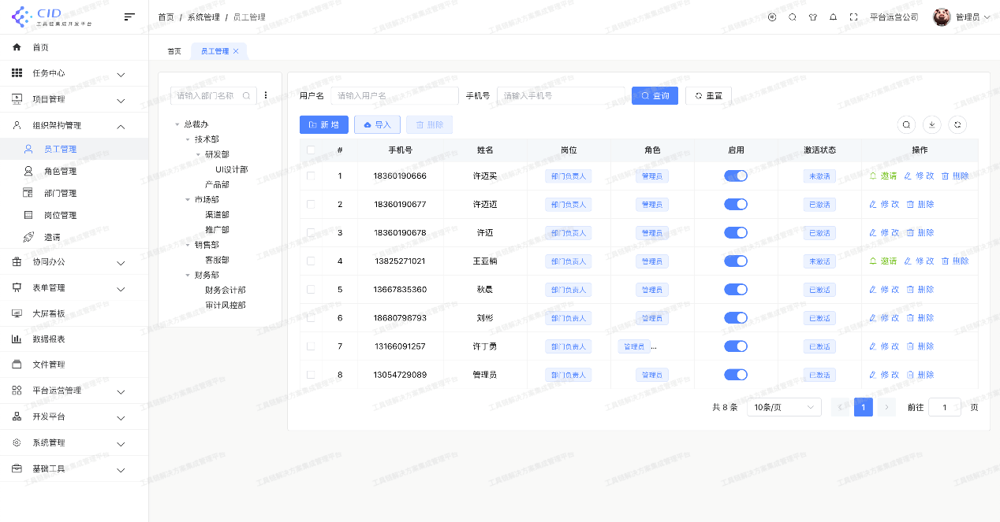 CID
工具链集成开发平台
首页 / 系统管理 / 员工管理
平台运营公司
管理员
首页
任务中心
项目管理
组织架构管理
员工管理
角色管理
部门管理
岗位管理
邀请
协同办公
表单管理
大屏看板
数据报表
文件管理
平台运营管理
开发平台
系统管理
基础工具
首页 员工管理
请输入部门名称
总裁办
技术部
研发部
UI设计部
产品部
市场部
渠道部
推广部
销售部
客服部
财务部
财务会计部
审计风控部
用户名 请输入用户名 手机号 请输入手机号 查询 重置
新增 导入 删除
# 手机号 姓名 岗位 角色 启用 激活状态 操作
1 18360190666 许迈买 部门负责人 管理员 未激活 邀请 修改 删除
2 18360190677 许迈迈 部门负责人 管理员 已激活 修改 删除
3 18360190678 许迈 部门负责人 管理员 已激活 修改 删除
4 13825271021 王亚楠 部门负责人 管理员 未激活 邀请 修改 删除
5 13667835360 秋晨 部门负责人 管理员 已激活 修改 删除
6 18680798793 刘彬 部门负责人 管理员 已激活 修改 删除
7 13166091257 许丁勇 部门负责人 管理员 ... 已激活 修改 删除
8 13054729089 管理员 部门负责人 管理员 已激活 修改 删除
共 8 条 10条/页 1 前往 1 页
工具链解决方案集成管理平台